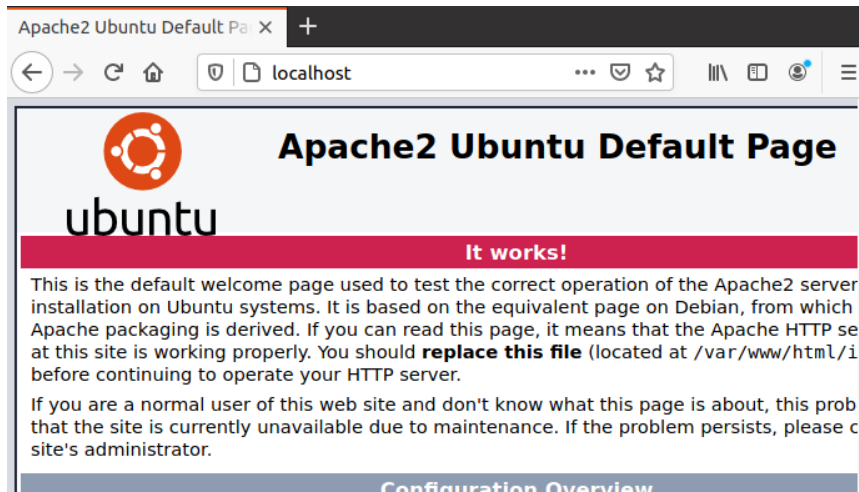 Apache2 Ubuntu Default Pa
localhost
Apache2 Ubuntu Default Page
ubuntu
It works!
This is the default welcome page used to test the correct operation of the Apache2 server
installation on Ubuntu systems. It is based on the equivalent page on Debian, from which
Apache packaging is derived. If you can read this page, it means that the Apache HTTP se
at this site is working properly. You should replace this file (located at /var/www/html/i
before continuing to operate your HTTP server.
If you are a normal user of this web site and don't know what this page is about, this prob
that the site is currently unavailable due to maintenance. If the problem persists, please c
site's administrator.
Configuration Overview